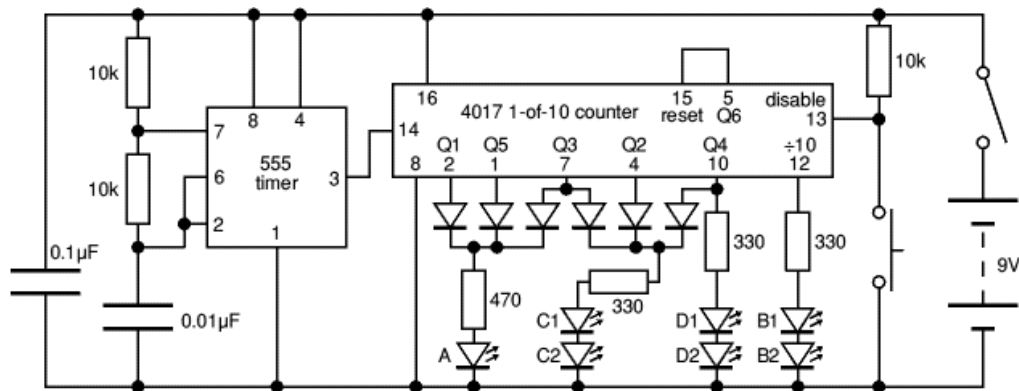 10k
10k
0.1µF
0.01µF
8 4
7
6
2
555
timer
3
1
16
14
8
4017 1-of-10 counter
15 5 disable
reset Q6 13
Q1 Q5 Q3 Q2 Q4 ÷10
2 1 7 4 10 12
10k
9V
330
330
330
470
A
C1
C2
D1
D2
B1
B2